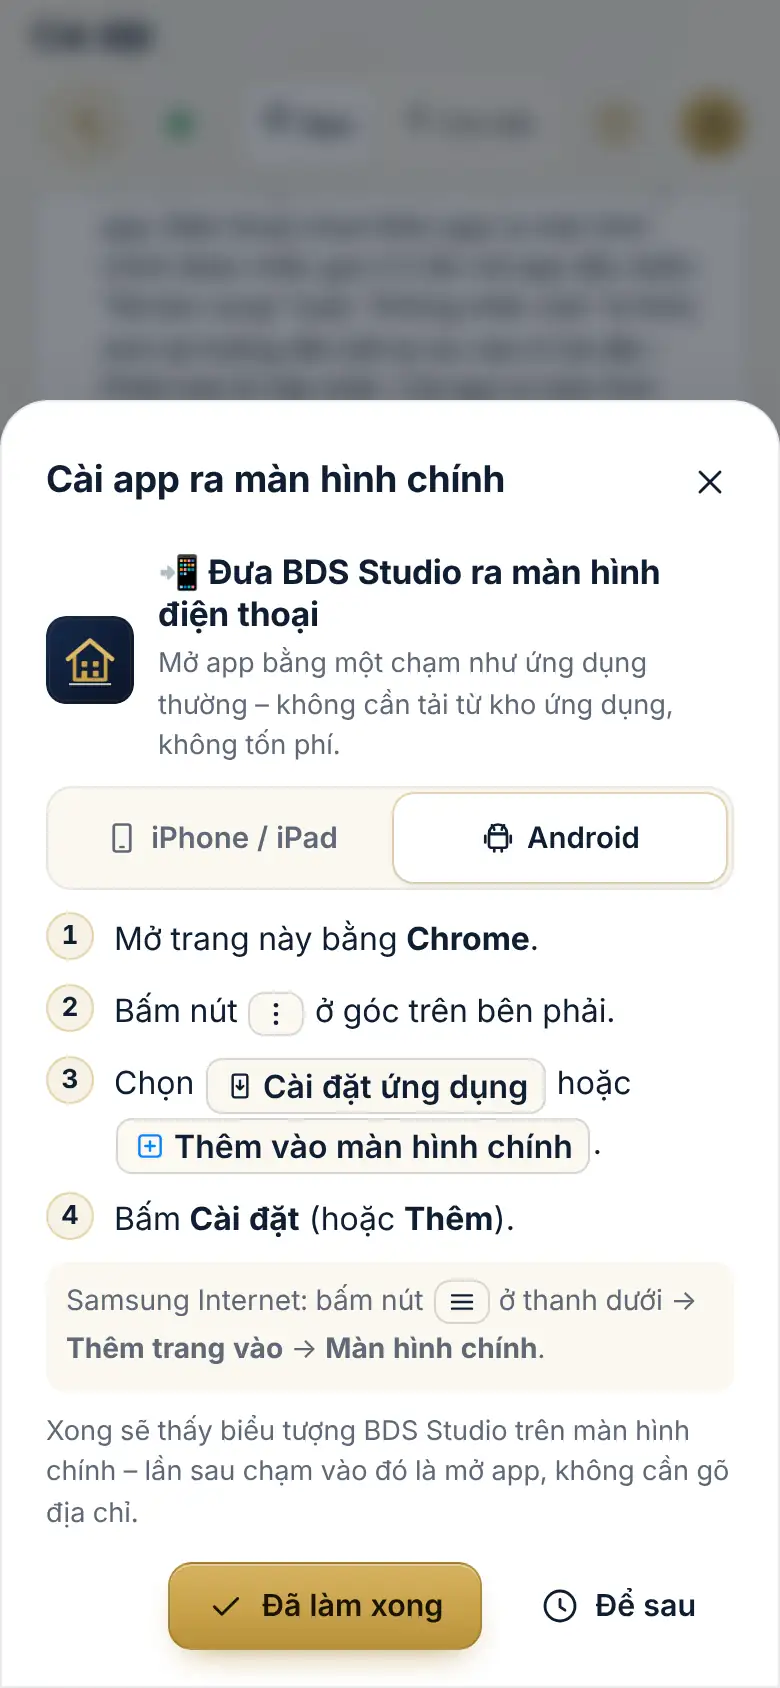 Cài app ra màn hình chính
Đưa BDS Studio ra màn hình
điện thoại
Mở app bằng một chạm như ứng dụng
thường – không cần tải từ kho ứng dụng,
không tốn phí.
iPhone / iPad
Android
1 Mở trang này bằng Chrome.
2 Bấm nút ⋮ ở góc trên bên phải.
3 Chọn Cài đặt ứng dụng hoặc
Thêm vào màn hình chính .
4 Bấm Cài đặt (hoặc Thêm).
Samsung Internet: bấm nút ☰ ở thanh dưới →
Thêm trang vào → Màn hình chính.
Xong sẽ thấy biểu tượng BDS Studio trên màn hình
chính – lần sau chạm vào đó là mở app, không cần gõ
địa chỉ.
Đã làm xong
Để sau